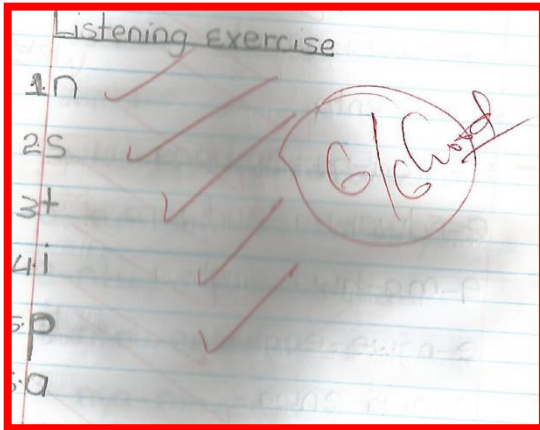 Listening exercise
1 n
2 s
3 t
4 i
6/6 Good
5. p
6. a